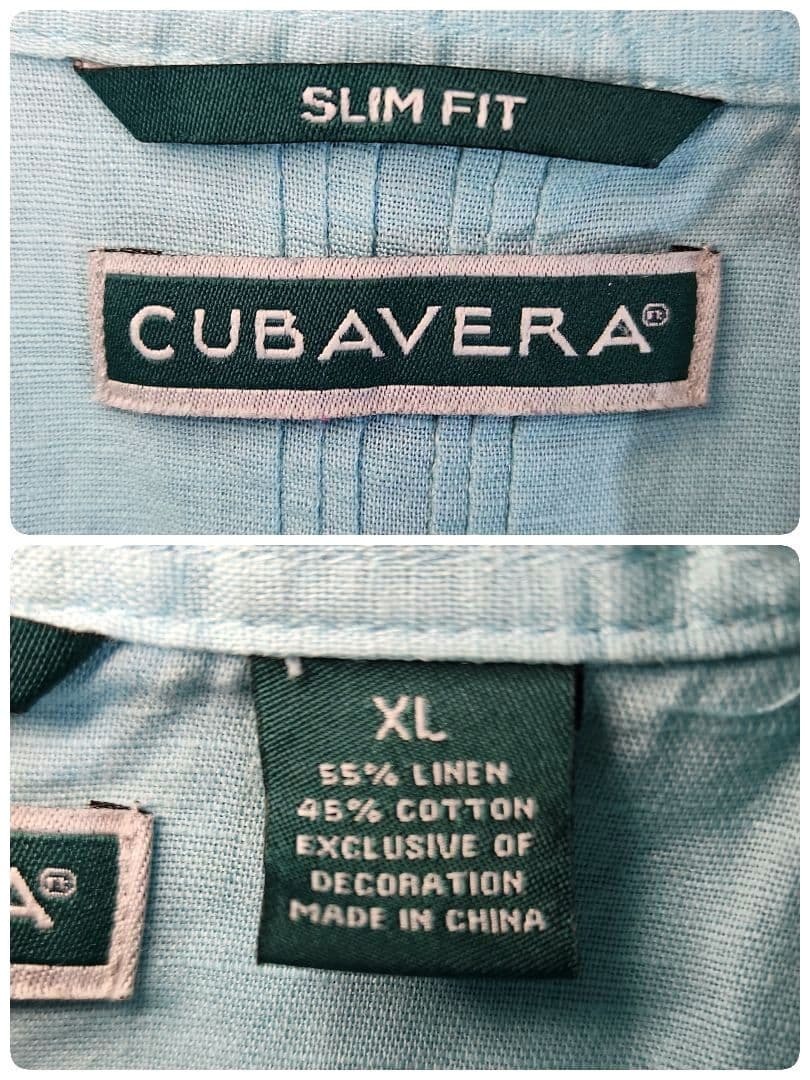 SLIM FIT
CUBAVERA®
XL
55% LINEN
45% COTTON
EXCLUSIVE OF
DECORATION
MADE IN CHINA
A®